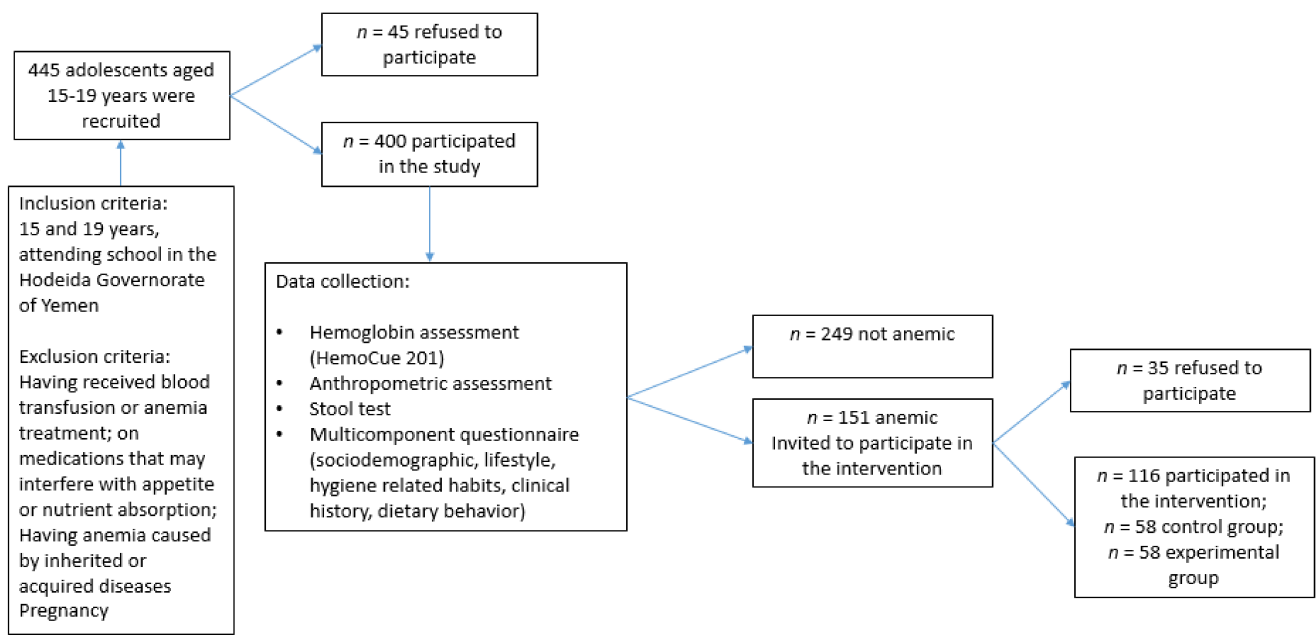 445 adolescents aged
15-19 years were
recruited
n = 45 refused to
participate
n = 400 participated
in the study
Inclusion criteria:
15 and 19 years,
attending school in the
Hodeida Governorate
of Yemen
Exclusion criteria:
Having received blood
transfusion or anemia
treatment; on
medications that may
interfere with appetite
or nutrient absorption;
Having anemia caused
by inherited or
acquired diseases
Pregnancy
Data collection:
• Hemoglobin assessment
(HemoCue 201)
• Anthropometric assessment
• Stool test
• Multicomponent questionnaire
(sociodemographic, lifestyle,
hygiene related habits, clinical
history, dietary behavior)
n = 249 not anemic
n = 151 anemic
Invited to participate in
the intervention
n = 35 refused to
participate
n = 116 participated in
the intervention;
n = 58 control group;
n = 58 experimental
group